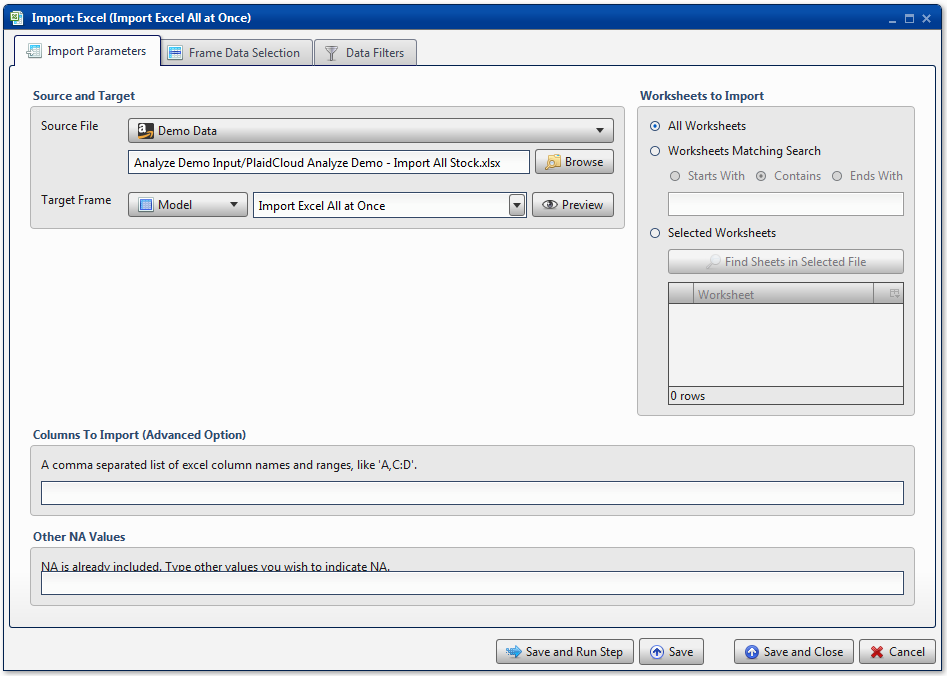 Import: Excel (Import Excel All at Once)
Import Parameters
Frame Data Selection
Data Filters
Source and Target
Source File
Demo Data
Analyze Demo Input/PlaidCloud Analyze Demo - Import All Stock.xlsx
Browse
Target Frame
Model
Import Excel All at Once
Preview
Worksheets to Import
All Worksheets
Worksheets Matching Search
Starts With
Contains
Ends With
Selected Worksheets
Find Sheets in Selected File
Worksheet
0 rows
Columns To Import (Advanced Option)
A comma separated list of excel column names and ranges, like 'A,C:D'.
Other NA Values
NA is already included. Type other values you wish to indicate NA.
Save and Run Step
Save
Save and Close
Cancel